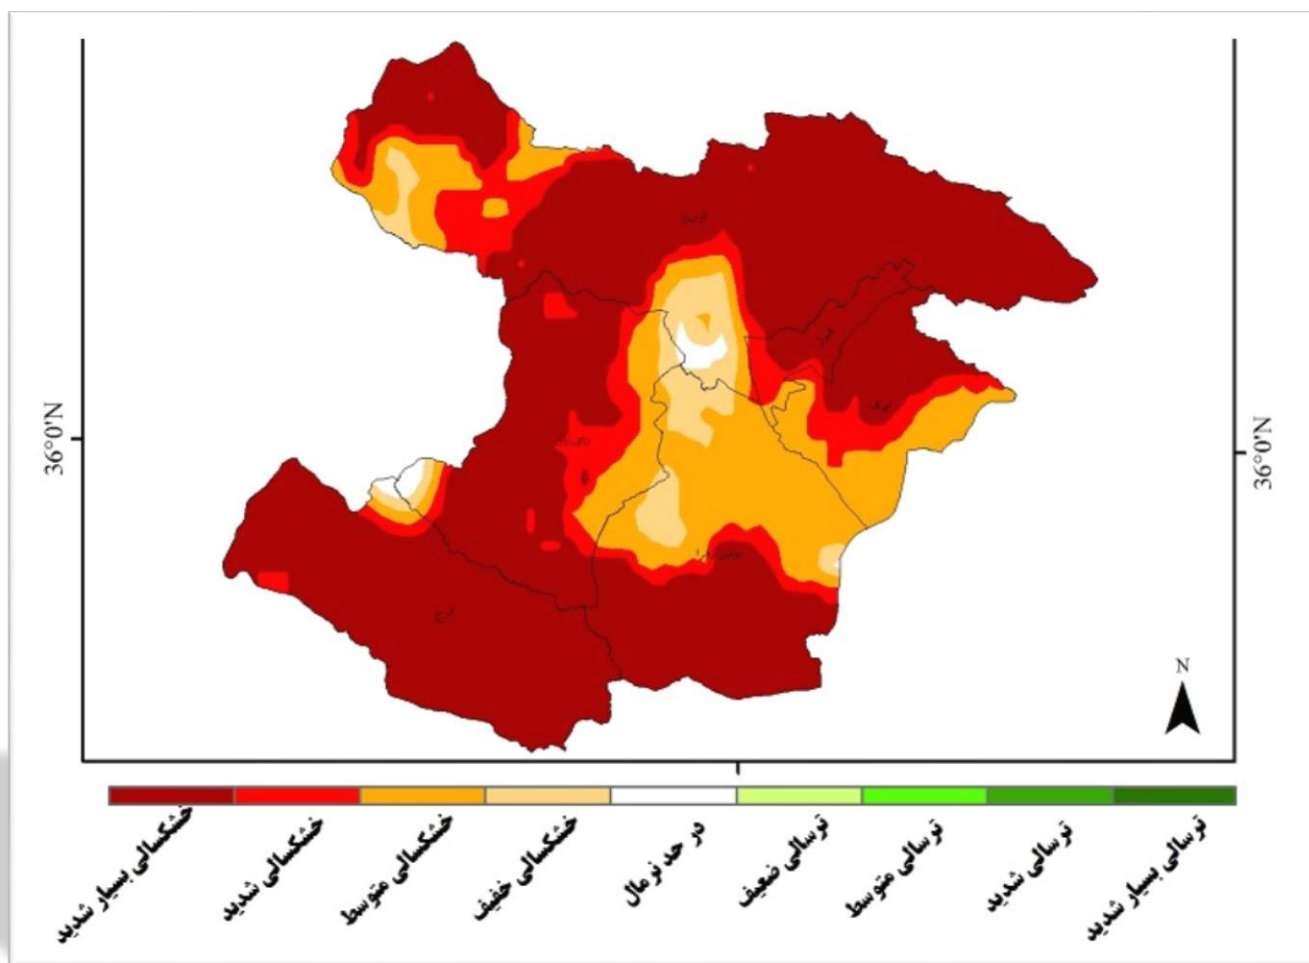 36°0'N
36°0'N
N
خشکسالی بسیار شدید
خشکسالی شدید
خشکسالی متوسط
خشکسالی خفیف
در حد نرمال
ترسالی ضعیف
ترسالی متوسط
ترسالی شدید
ترسالی بسیار شدید